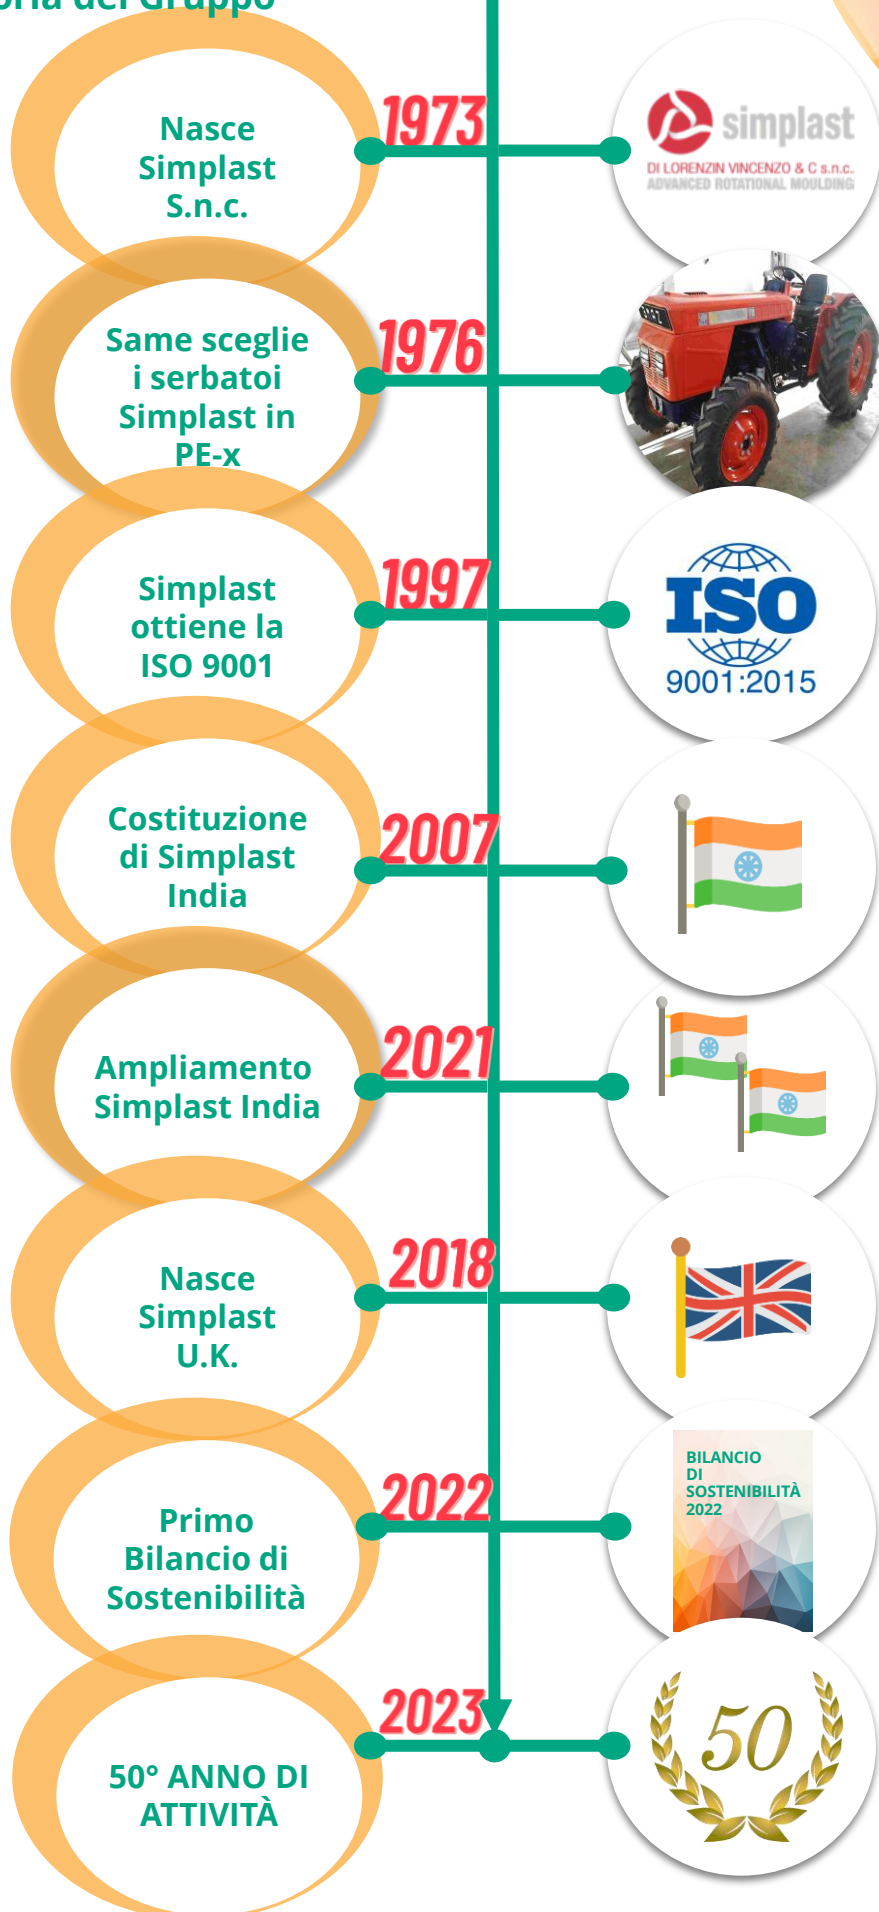 del Gruppo
1973
Nasce
Simplast
S.n.c.
simplast
DI LORENZIN VINCENZO & C s.n.c.
ADVANCED ROTATIONAL MOULDING
1976
Same sceglie
i serbatoi
Simplast in
PE-x
1997
Simplast
ottiene la
ISO 9001
ISO
9001:2015
2007
Costituzione
di Simplast
India
2021
Ampliamento
Simplast India
2018
Nasce
Simplast
U.K.
2022
Primo
Bilancio di
Sostenibilità
BILANCIO
DI
SOSTENIBILITÀ
2022
2023
50° ANNO DI
ATTIVITÀ
50